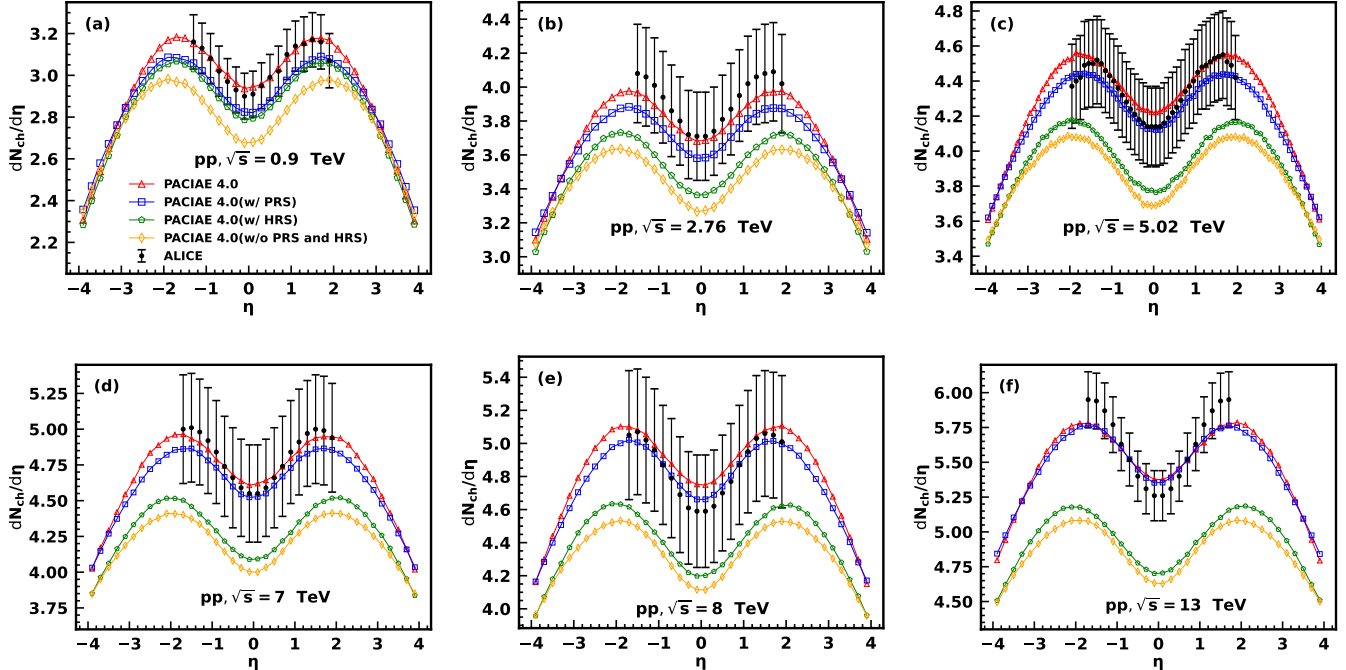 (a)
3.2
3.0
2.8
2.6
2.4
2.2
dN_ch/dη
pp, √s = 0.9 TeV
PACIAE 4.0
PACIAE 4.0(w/ PRS)
PACIAE 4.0(w/ HRS)
PACIAE 4.0(w/o PRS and HRS)
ALICE
−4 −3 −2 −1 0 1 2 3 4
η
(b)
4.4
4.2
4.0
3.8
3.6
3.4
3.2
3.0
dN_ch/dη
pp, √s = 2.76 TeV
−4 −3 −2 −1 0 1 2 3 4
η
(c)
4.8
4.6
4.4
4.2
4.0
3.8
3.6
3.4
dN_ch/dη
pp, √s = 5.02 TeV
−4 −3 −2 −1 0 1 2 3 4
η
(d)
5.25
5.00
4.75
4.50
4.25
4.00
3.75
dN_ch/dη
pp, √s = 7 TeV
−4 −3 −2 −1 0 1 2 3 4
η
(e)
5.4
5.2
5.0
4.8
4.6
4.4
4.2
4.0
dN_ch/dη
pp, √s = 8 TeV
−4 −3 −2 −1 0 1 2 3 4
η
(f)
6.00
5.75
5.50
5.25
5.00
4.75
4.50
dN_ch/dη
pp, √s = 13 TeV
−4 −3 −2 −1 0 1 2 3 4
η